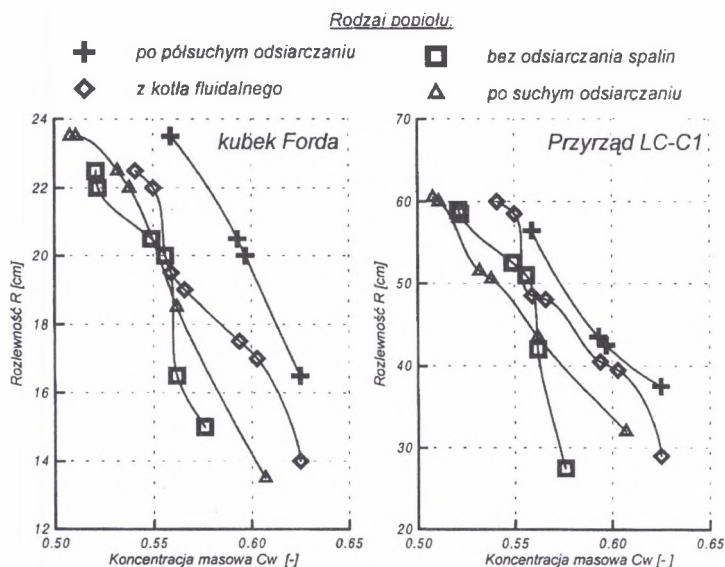 Rodzaj popiołu:
po półsuchym odsiarczaniu
bez odsiarczania spalin
z kotła fluidalnego
po suchym odsiarczaniu
kubek Forda
Rozlewność R [cm]
24
22
20
18
16
14
12
0.50
0.55
0.60
0.65
Koncentracja masowa Cw [-]
Przyrząd LC-C1
Rozlewność R [cm]
70
60
50
40
30
20
0.50
0.55
0.60
0.65
Koncentracja masowa Cw [-]